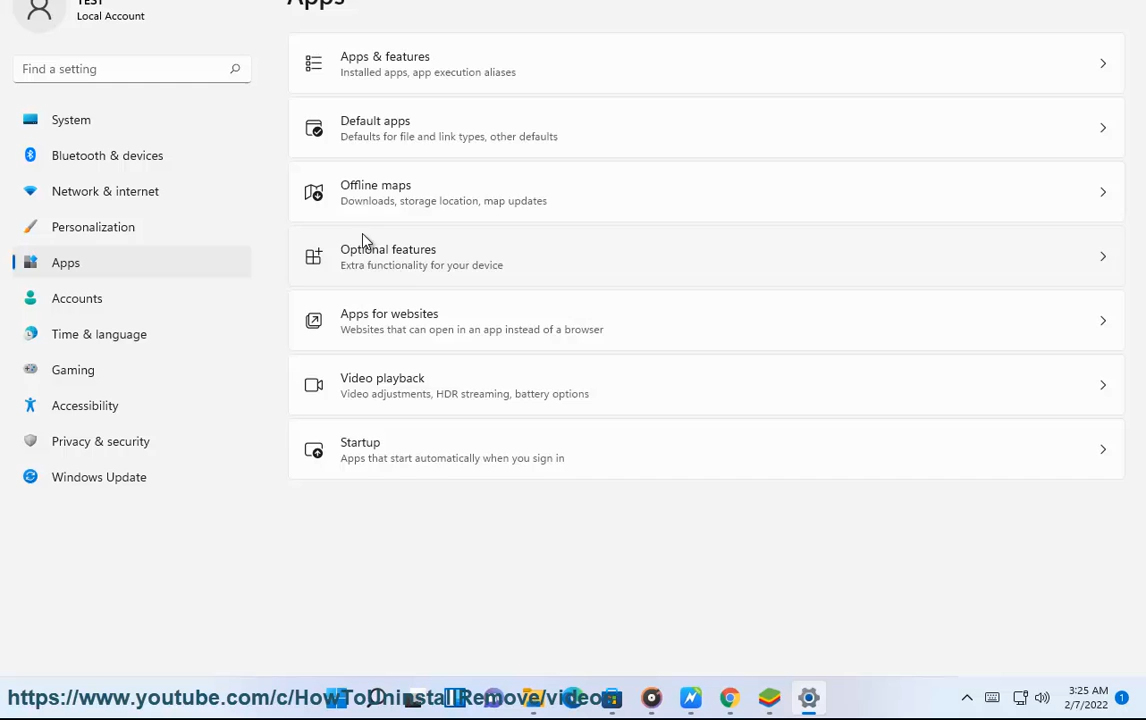 TEST
Local Account
Find a setting
System
Bluetooth & devices
Network & internet
Personalization
Apps
Accounts
Time & language
Gaming
Accessibility
Privacy & security
Windows Update
Apps
Apps & features
Installed apps, app execution aliases
Default apps
Defaults for file and link types, other defaults
Offline maps
Downloads, storage location, map updates
Optional features
Extra functionality for your device
Apps for websites
Websites that can open in an app instead of a browser
Video playback
Video adjustments, HDR streaming, battery options
Startup
Apps that start automatically when you sign in
https://www.youtube.com/c/HowToUninstallRemove/videos
3:25 AM
2/7/2022
1